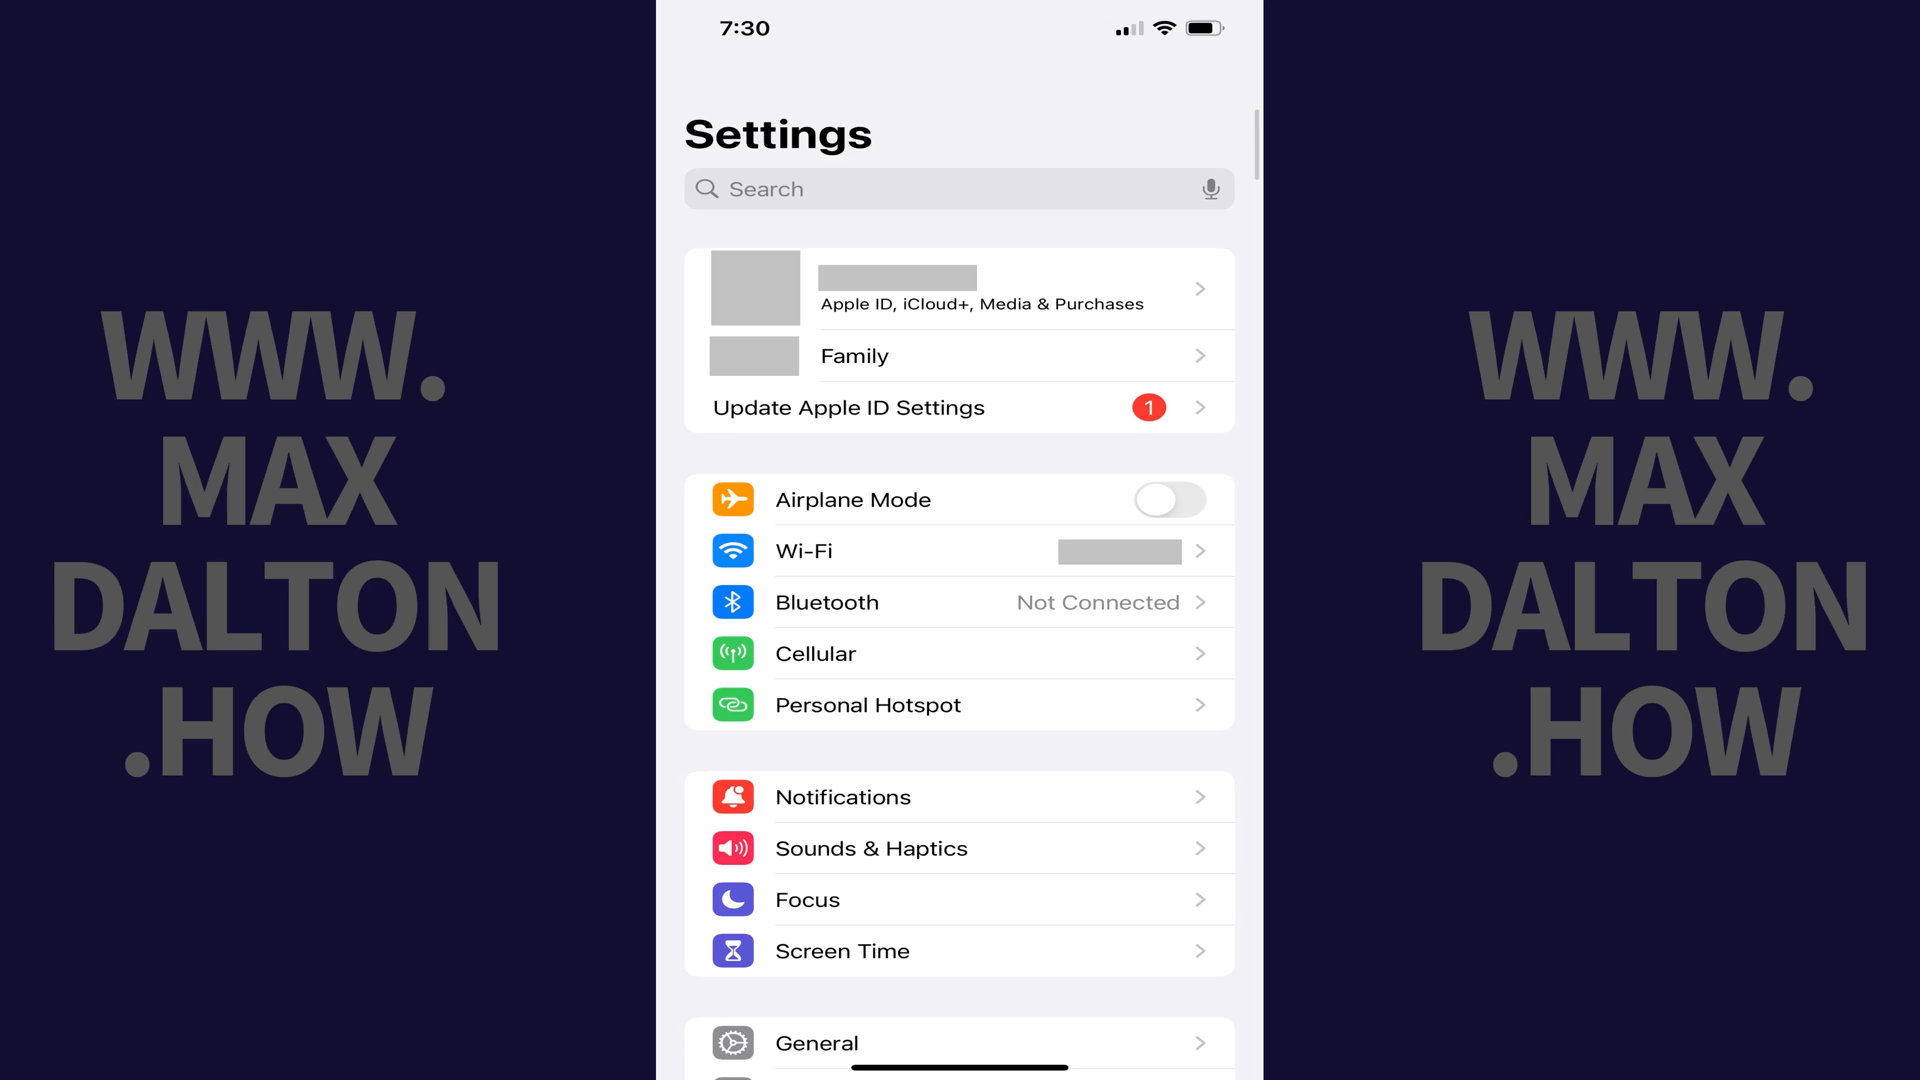 WWW.
MAX
DALTON
.HOW
7:30
Settings
Search
Apple ID, iCloud+, Media & Purchases
Family
Update Apple ID Settings 1
Airplane Mode
Wi-Fi
Bluetooth Not Connected
Cellular
Personal Hotspot
Notifications
Sounds & Haptics
Focus
Screen Time
General
WWW.
MAX
DALTON
.HOW